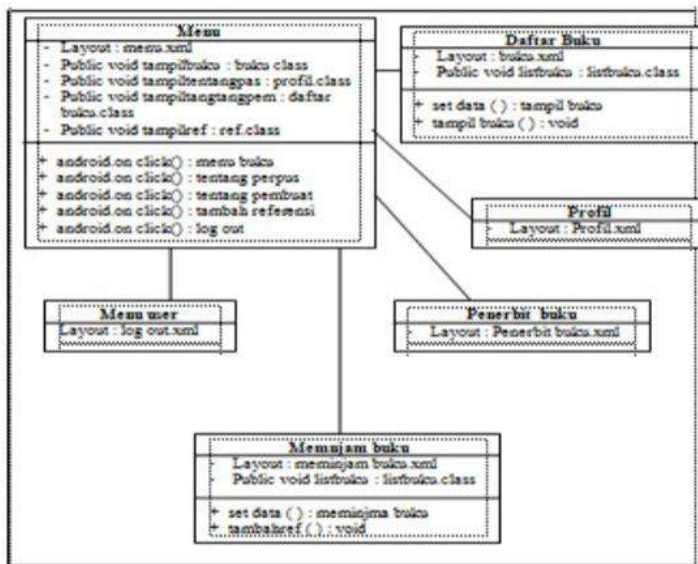 Menu
- Layout : menu.xml
- Public void tampilbuku : buku.class
- Public void tampiltentangpas : profil.class
- Public void tampiltangtangpem : daftar
buku.class
- Public void tampilref : ref.class
+ android.on click() : menu buku
+ android.on click() : tentang perpus
+ android.on click() : tentang pembuat
+ android.on click() : tambah referensi
+ android.on click() : log out
Daftar Buku
- Layout : buku.xml
- Public void listbuku : listbuku.class
+ set data ( ) : tampil buku
+ tampil buku ( ) : void
Profil
- Layout : Profil.xml
Menu user
Layout : log out.xml
Penerbit buku
- Layout : Penerbit buku.xml
Meminjam buku
- Layout : meminjam buku.xml
- Public void listbuku : listbuku.class
+ set data ( ) : meminjma buku
+ tambahref ( ) : void